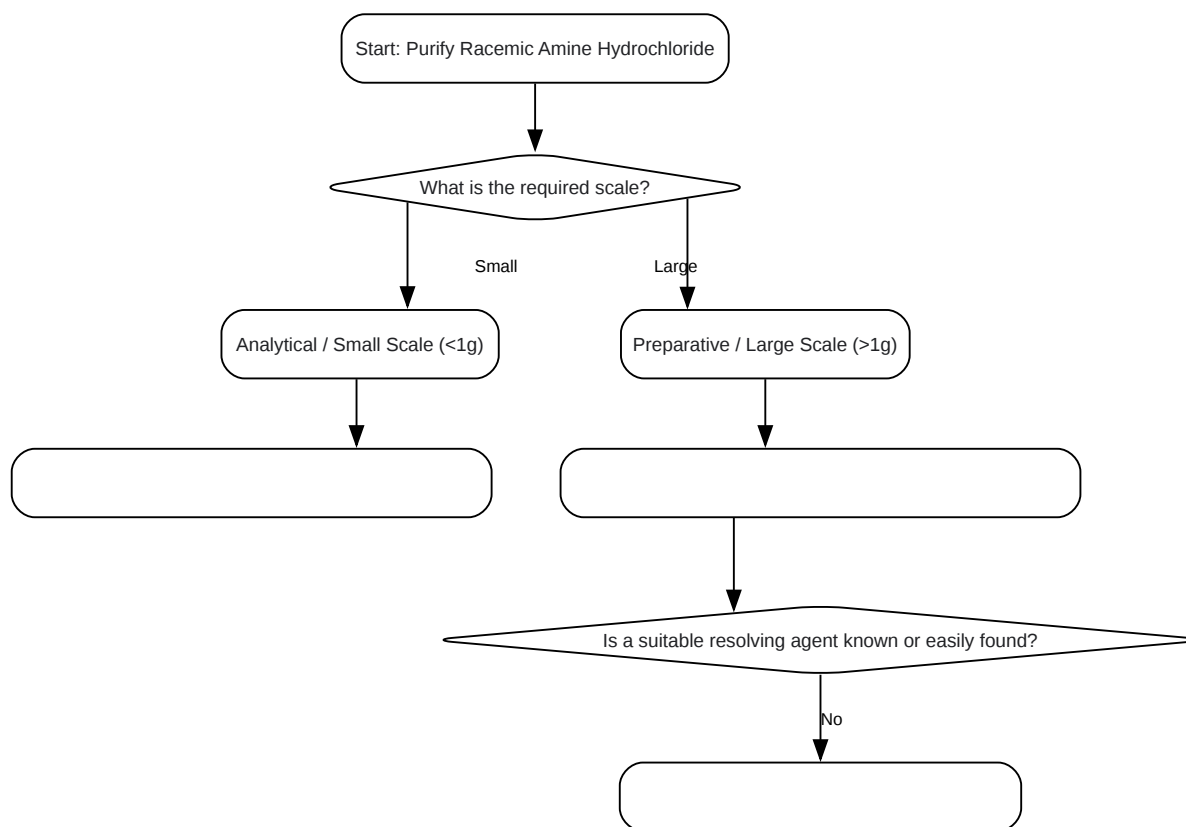 Start: Purify Racemic Amine Hydrochloride
What is the required scale?
Small
Large
Analytical / Small Scale (<1g)
Preparative / Large Scale (>1g)
Is a suitable resolving agent known or easily found?
No